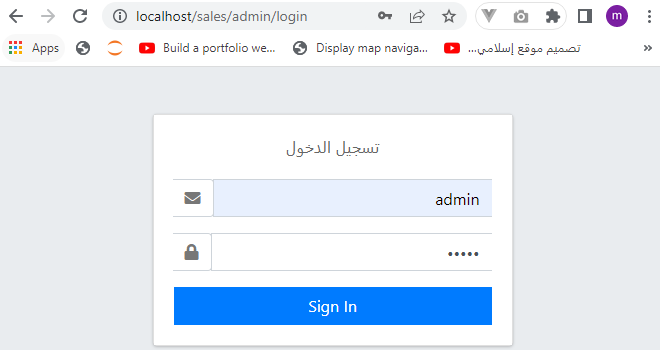 localhost/sales/admin/login
m
Apps
Build a portfolio we...
Display map naviga...
تصميم موقع إسلامي...
»
تسجيل الدخول
admin
•••••
Sign In